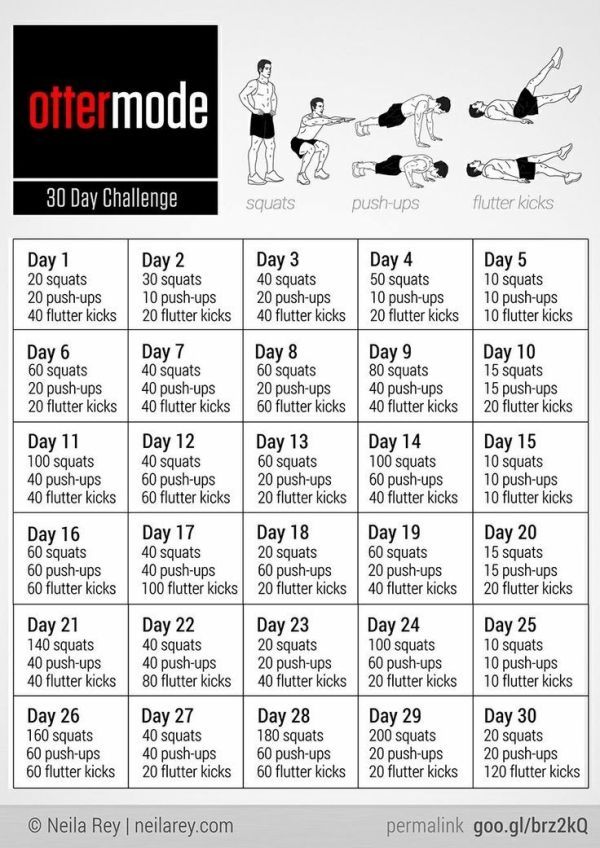 ottermode
30 Day Challenge
squats
push-ups
flutter kicks
Day 1
20 squats
20 push-ups
40 flutter kicks
Day 2
30 squats
10 push-ups
20 flutter kicks
Day 3
40 squats
20 push-ups
40 flutter kicks
Day 4
50 squats
10 push-ups
20 flutter kicks
Day 5
10 squats
10 push-ups
10 flutter kicks
Day 6
60 squats
20 push-ups
20 flutter kicks
Day 7
40 squats
40 push-ups
40 flutter kicks
Day 8
60 squats
20 push-ups
60 flutter kicks
Day 9
80 squats
40 push-ups
40 flutter kicks
Day 10
15 squats
15 push-ups
20 flutter kicks
Day 11
100 squats
40 push-ups
40 flutter kicks
Day 12
40 squats
60 push-ups
60 flutter kicks
Day 13
60 squats
20 push-ups
20 flutter kicks
Day 14
100 squats
60 push-ups
40 flutter kicks
Day 15
10 squats
10 push-ups
10 flutter kicks
Day 16
60 squats
60 push-ups
60 flutter kicks
Day 17
40 squats
40 push-ups
100 flutter kicks
Day 18
20 squats
60 push-ups
20 flutter kicks
Day 19
60 squats
20 push-ups
40 flutter kicks
Day 20
15 squats
15 push-ups
20 flutter kicks
Day 21
140 squats
40 push-ups
40 flutter kicks
Day 22
40 squats
40 push-ups
80 flutter kicks
Day 23
20 squats
20 push-ups
40 flutter kicks
Day 24
100 squats
60 push-ups
20 flutter kicks
Day 25
10 squats
10 push-ups
10 flutter kicks
Day 26
160 squats
60 push-ups
60 flutter kicks
Day 27
40 squats
40 push-ups
20 flutter kicks
Day 28
180 squats
60 push-ups
60 flutter kicks
Day 29
200 squats
20 push-ups
20 flutter kicks
Day 30
20 squats
20 push-ups
120 flutter kicks
© Neila Rey | neilarey.com
permalink goo.gl/brz2kQ